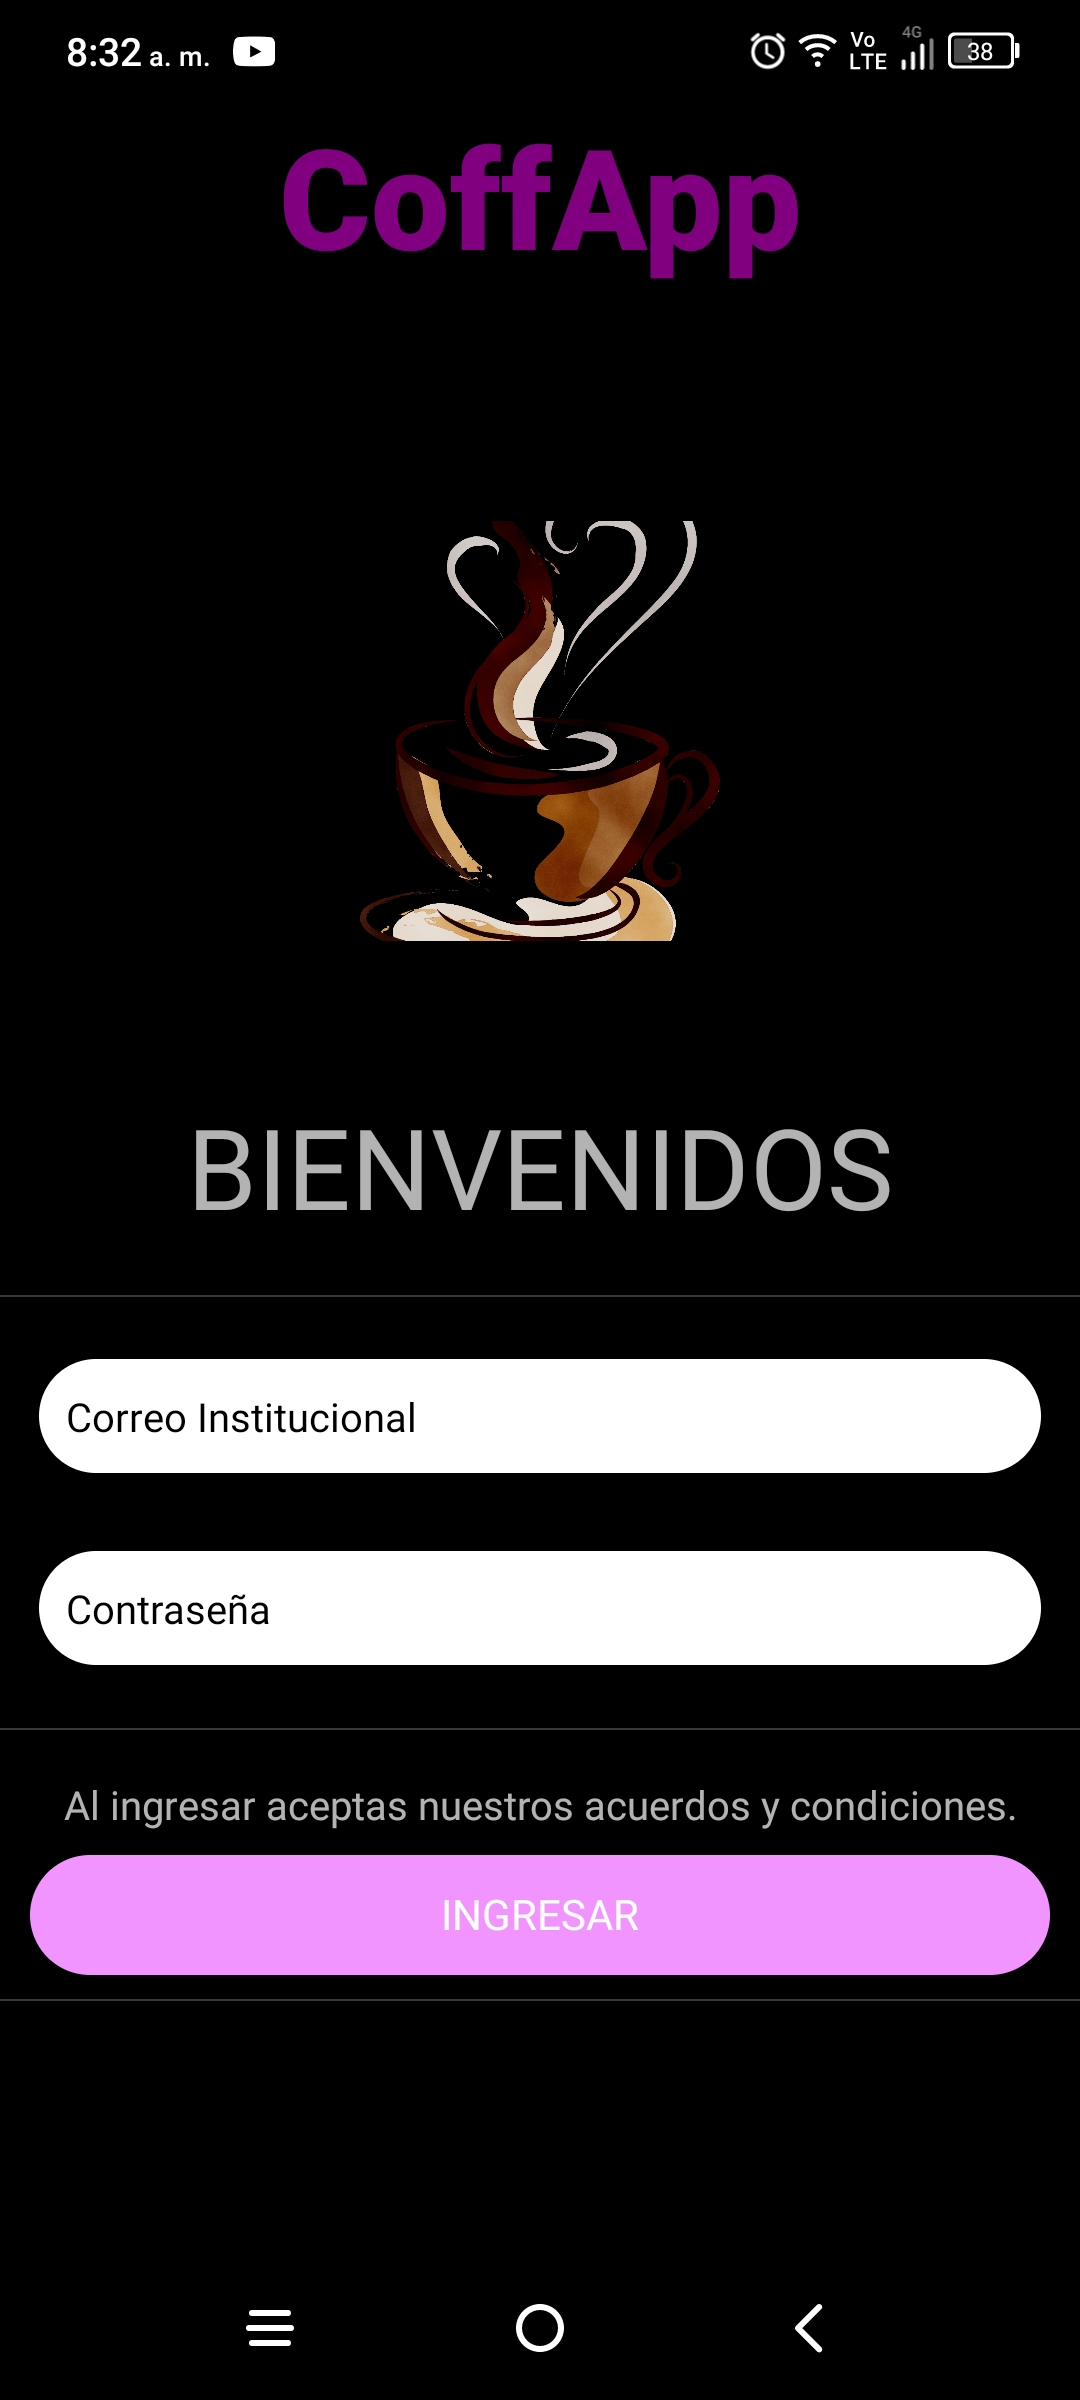 8:32 a. m.
Vo
LTE
4G
38
CoffApp
BIENVENIDOS
Correo Institucional
Contraseña
Al ingresar aceptas nuestros acuerdos y condiciones.
INGRESAR